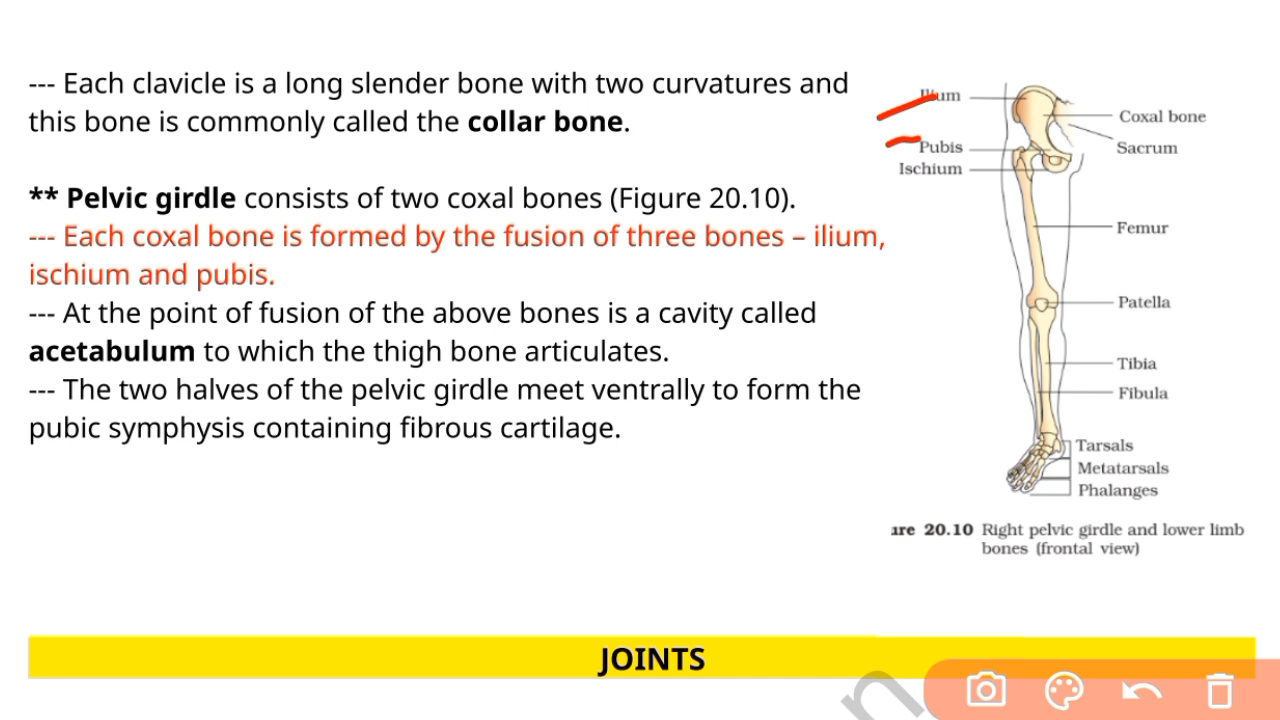 --- Each clavicle is a long slender bone with two curvatures and
this bone is commonly called the collar bone.
** Pelvic girdle consists of two coxal bones (Figure 20.10).
--- Each coxal bone is formed by the fusion of three bones – ilium,
ischium and pubis.
--- At the point of fusion of the above bones is a cavity called
acetabulum to which the thigh bone articulates.
--- The two halves of the pelvic girdle meet ventrally to form the
pubic symphysis containing fibrous cartilage.
Ilium
Pubis
Ischium
Coxal bone
Sacrum
Femur
Patella
Tibia
Fibula
Tarsals
Metatarsals
Phalanges
ure 20.10 Right pelvic girdle and lower limb
bones (frontal view)
JOINTS